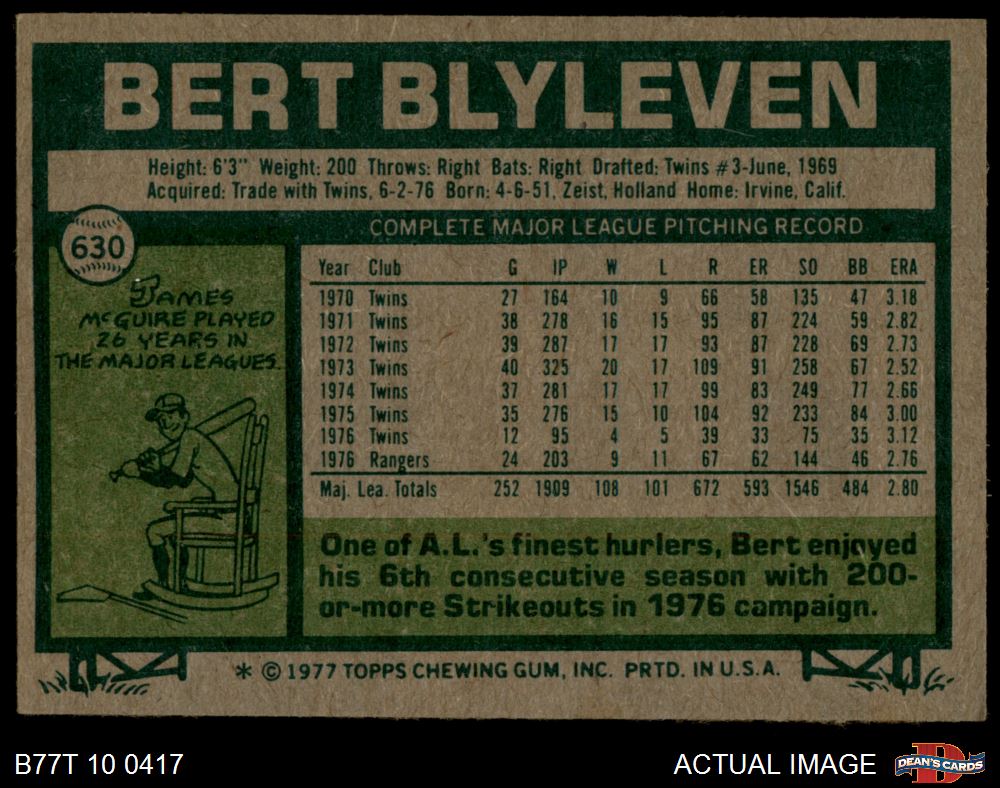 BERT BLYLEVEN
Height: 6'3" Weight: 200 Throws: Right Bats: Right Drafted: Twins #3-June, 1969
Acquired: Trade with Twins, 6-2-76 Born: 4-6-51, Zeist, Holland Home: Irvine, Calif.
630
COMPLETE MAJOR LEAGUE PITCHING RECORD
JAMES
McGUIRE PLAYED
26 YEARS IN
THE MAJOR LEAGUES.
Year Club G IP W L R ER SO BB ERA
1970 Twins 27 164 10 9 66 58 135 47 3.18
1971 Twins 38 278 16 15 95 87 224 59 2.82
1972 Twins 39 287 17 17 93 87 228 69 2.73
1973 Twins 40 325 20 17 109 91 258 67 2.52
1974 Twins 37 281 17 17 99 83 249 77 2.66
1975 Twins 35 276 15 10 104 92 233 84 3.00
1976 Twins 12 95 4 5 39 33 75 35 3.12
1976 Rangers 24 203 9 11 67 62 144 46 2.76
Maj. Lea. Totals 252 1909 108 101 672 593 1546 484 2.80
One of A.L.'s finest hurlers, Bert enjoyed
his 6th consecutive season with 200-
or-more Strikeouts in 1976 campaign.
* © 1977 TOPPS CHEWING GUM, INC. PRTD. IN U.S.A.
B77T 10 0417
ACTUAL IMAGE
DEAN'S CARDS